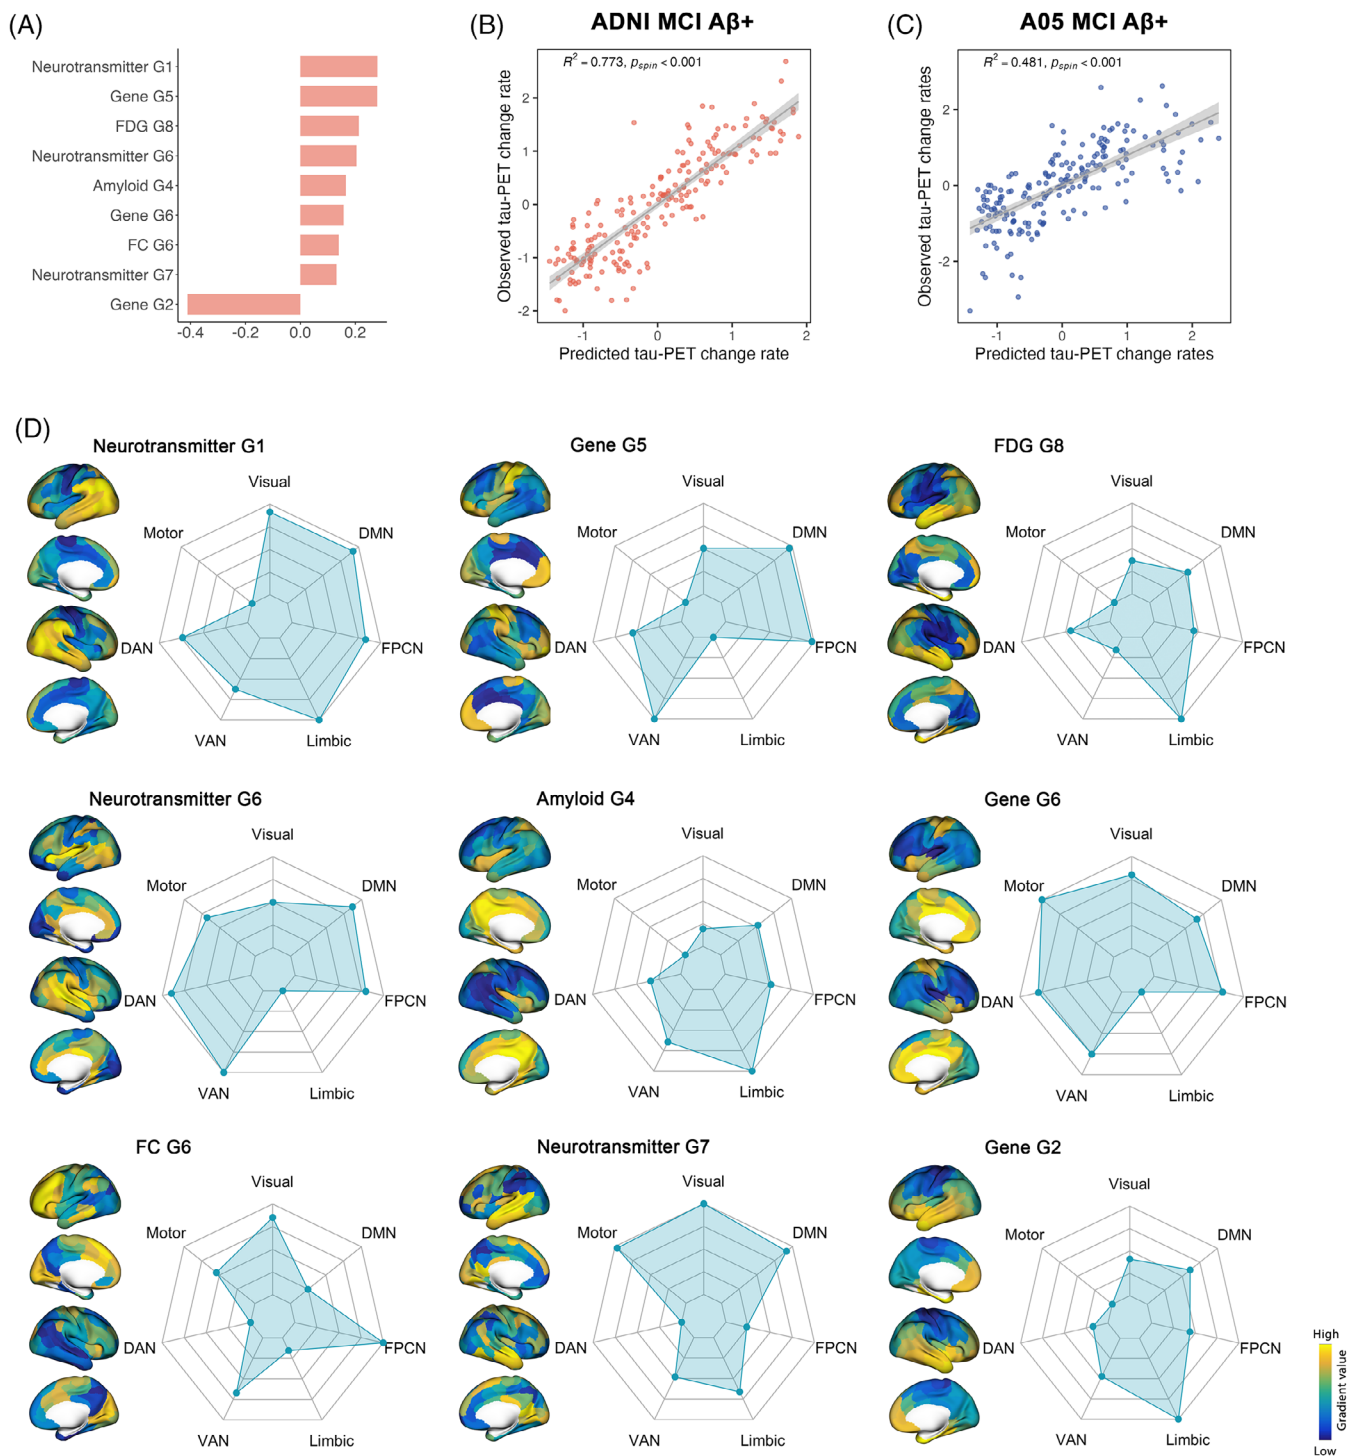 (A)
Neurotransmitter G1
Gene G5
FDG G8
Neurotransmitter G6
Amyloid G4
Gene G6
FC G6
Neurotransmitter G7
Gene G2
-0.4 -0.2 0.0 0.2
(B) ADNI MCI Aβ+
R² = 0.773, p_spin < 0.001
Observed tau-PET change rate
2
1
0
-1
-2
-1 0 1 2
Predicted tau-PET change rate
(C) A05 MCI Aβ+
R² = 0.481, p_spin < 0.001
Observed tau-PET change rates
2
0
-2
-1 0 1 2
Predicted tau-PET change rates
(D)
Neurotransmitter G1
Visual
Motor DMN
DAN FPCN
VAN Limbic
Gene G5
Visual
Motor DMN
DAN FPCN
VAN Limbic
FDG G8
Visual
Motor DMN
DAN FPCN
VAN Limbic
Neurotransmitter G6
Visual
Motor DMN
DAN FPCN
VAN Limbic
Amyloid G4
Visual
Motor DMN
DAN FPCN
VAN Limbic
Gene G6
Visual
Motor DMN
DAN FPCN
VAN Limbic
FC G6
Visual
Motor DMN
DAN FPCN
VAN Limbic
Neurotransmitter G7
Visual
Motor DMN
DAN FPCN
VAN Limbic
Gene G2
Visual
Motor DMN
DAN FPCN
VAN Limbic
High
Gradient value
Low